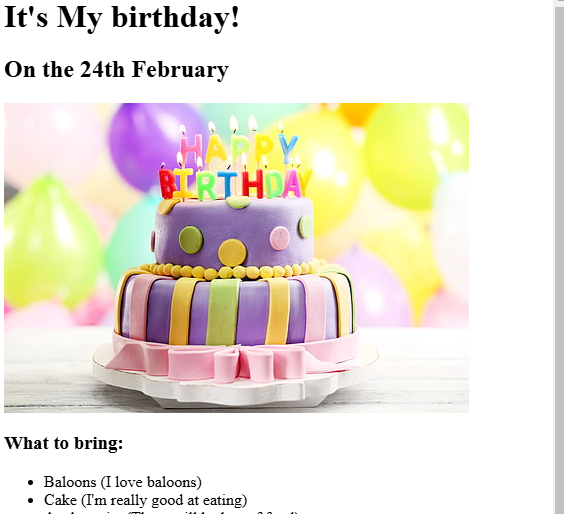 It's My birthday!
On the 24th February
HAPPY
BIRTHDAY
What to bring:
Baloons (I love baloons)
Cake (I'm really good at eating)